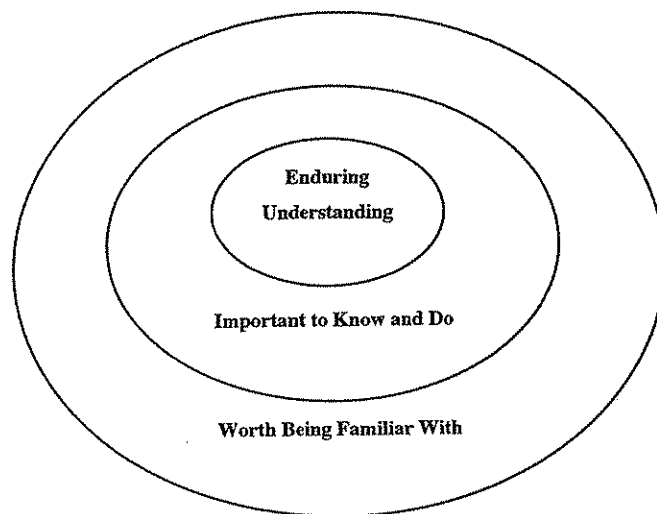 Enduring
Understanding
Important to Know and Do
Worth Being Familiar With